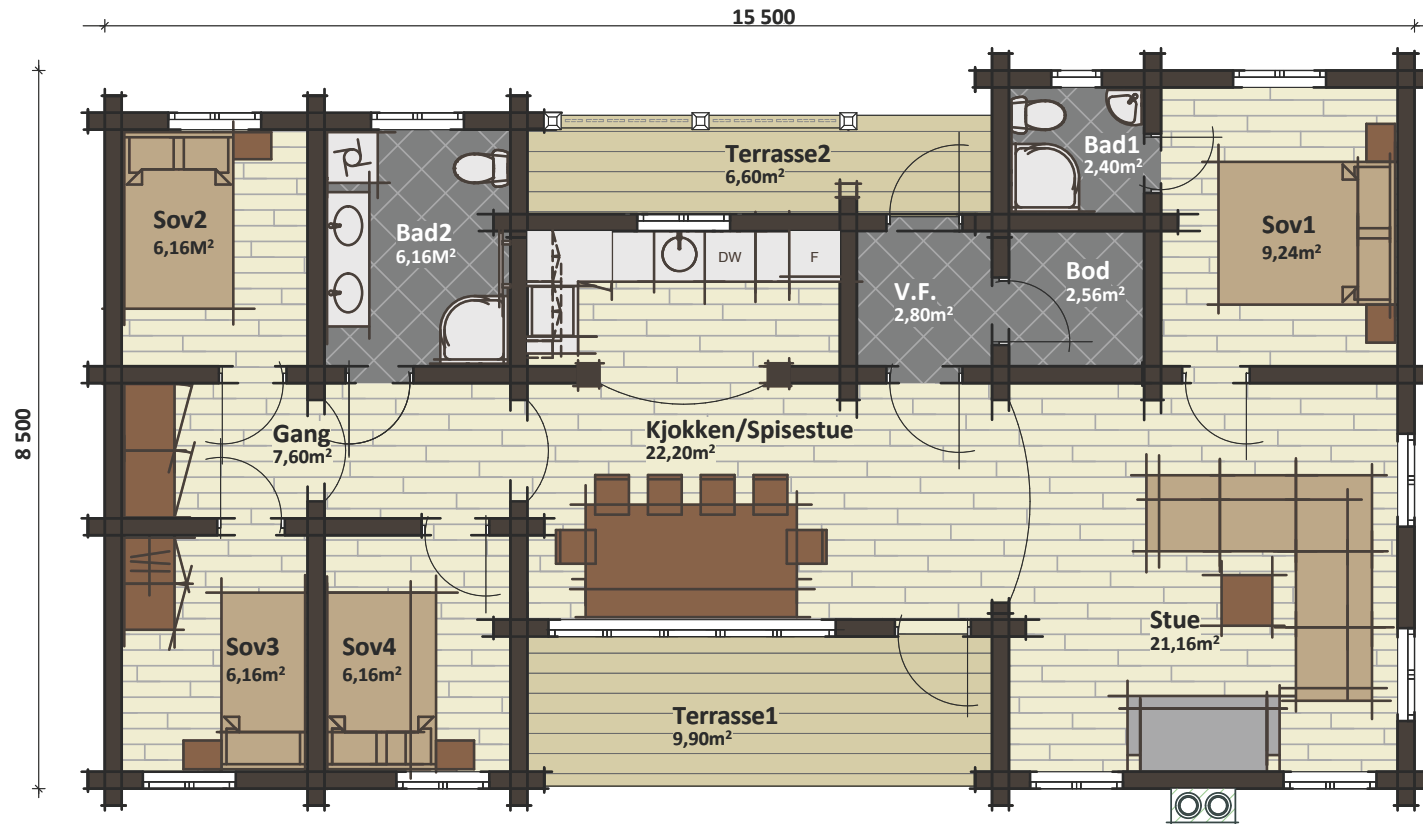 15 500
8 500
Sov2
6,16M²
Bad2
6,16M²
Terrasse2
6,60m²
Bad1
2,40m²
Sov1
9,24m²
DW
F
V.F.
2,80m²
Bod
2,56m²
Gang
7,60m²
Kjokken/Spisestue
22,20m²
Sov3
6,16m²
Sov4
6,16m²
Terrasse1
9,90m²
Stue
21,16m²